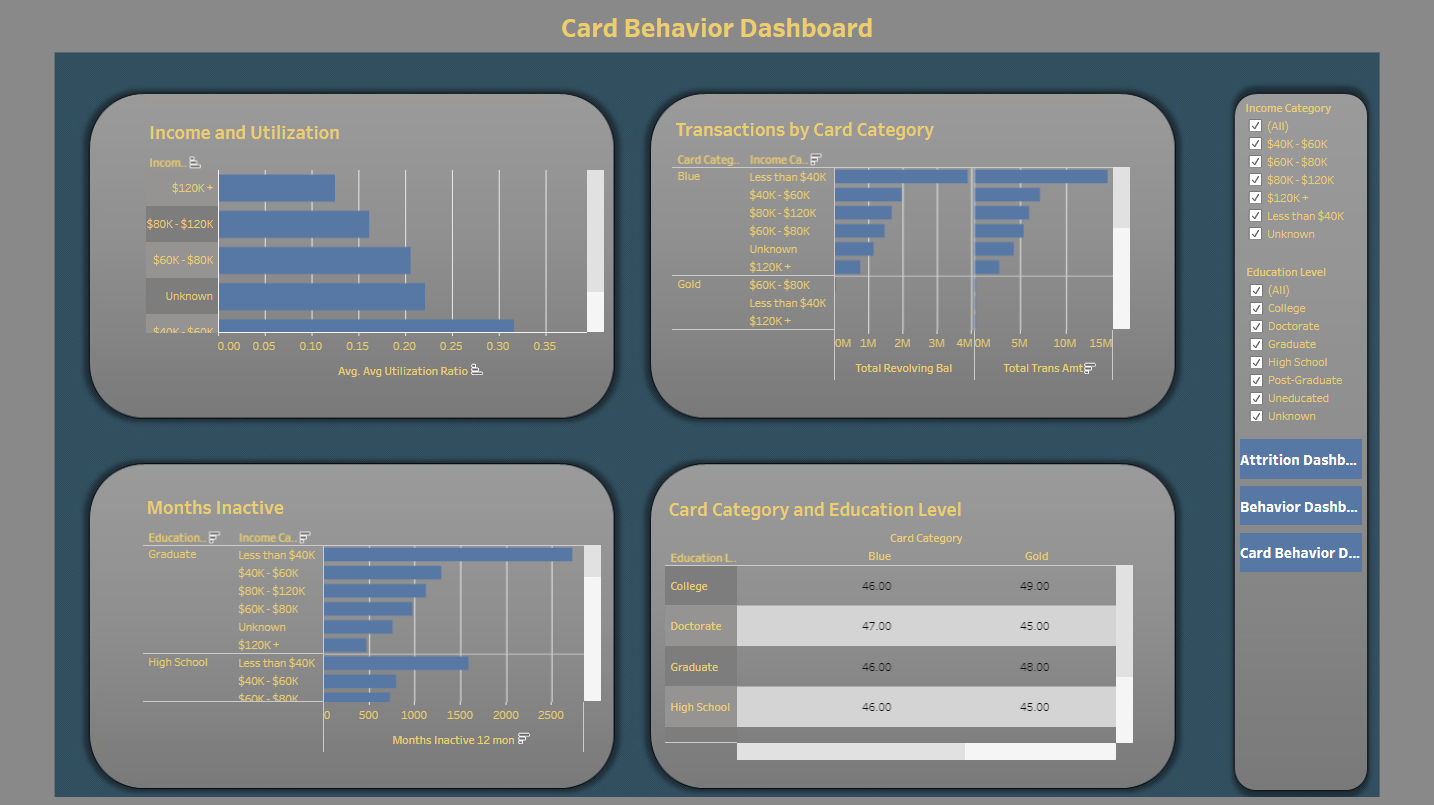 Card Behavior Dashboard
Income and Utilization
Incom..
$120K +
$80K - $120K
$60K - $80K
Unknown
$40K - $60K
0.00 0.05 0.10 0.15 0.20 0.25 0.30 0.35
Avg. Avg Utilization Ratio
Transactions by Card Category
Card Categ.. Income Ca..
Blue Less than $40K
$40K - $60K
$80K - $120K
$60K - $80K
Unknown
$120K +
Gold $60K - $80K
Less than $40K
$120K +
0M 1M 2M 3M 4M 0M 5M 10M 15M
Total Revolving Bal Total Trans Amt
Months Inactive
Education.. Income Ca..
Graduate Less than $40K
$40K - $60K
$80K - $120K
$60K - $80K
Unknown
$120K +
High School Less than $40K
$40K - $60K
$60K - $80K
0 500 1000 1500 2000 2500
Months Inactive 12 mon
Card Category and Education Level
Card Category
Education L.. Blue Gold
College 46.00 49.00
Doctorate 47.00 45.00
Graduate 46.00 48.00
High School 46.00 45.00
Income Category
(All)
$40K - $60K
$60K - $80K
$80K - $120K
$120K +
Less than $40K
Unknown
Education Level
(All)
College
Doctorate
Graduate
High School
Post-Graduate
Uneducated
Unknown
Attrition Dashb...
Behavior Dashb...
Card Behavior D...